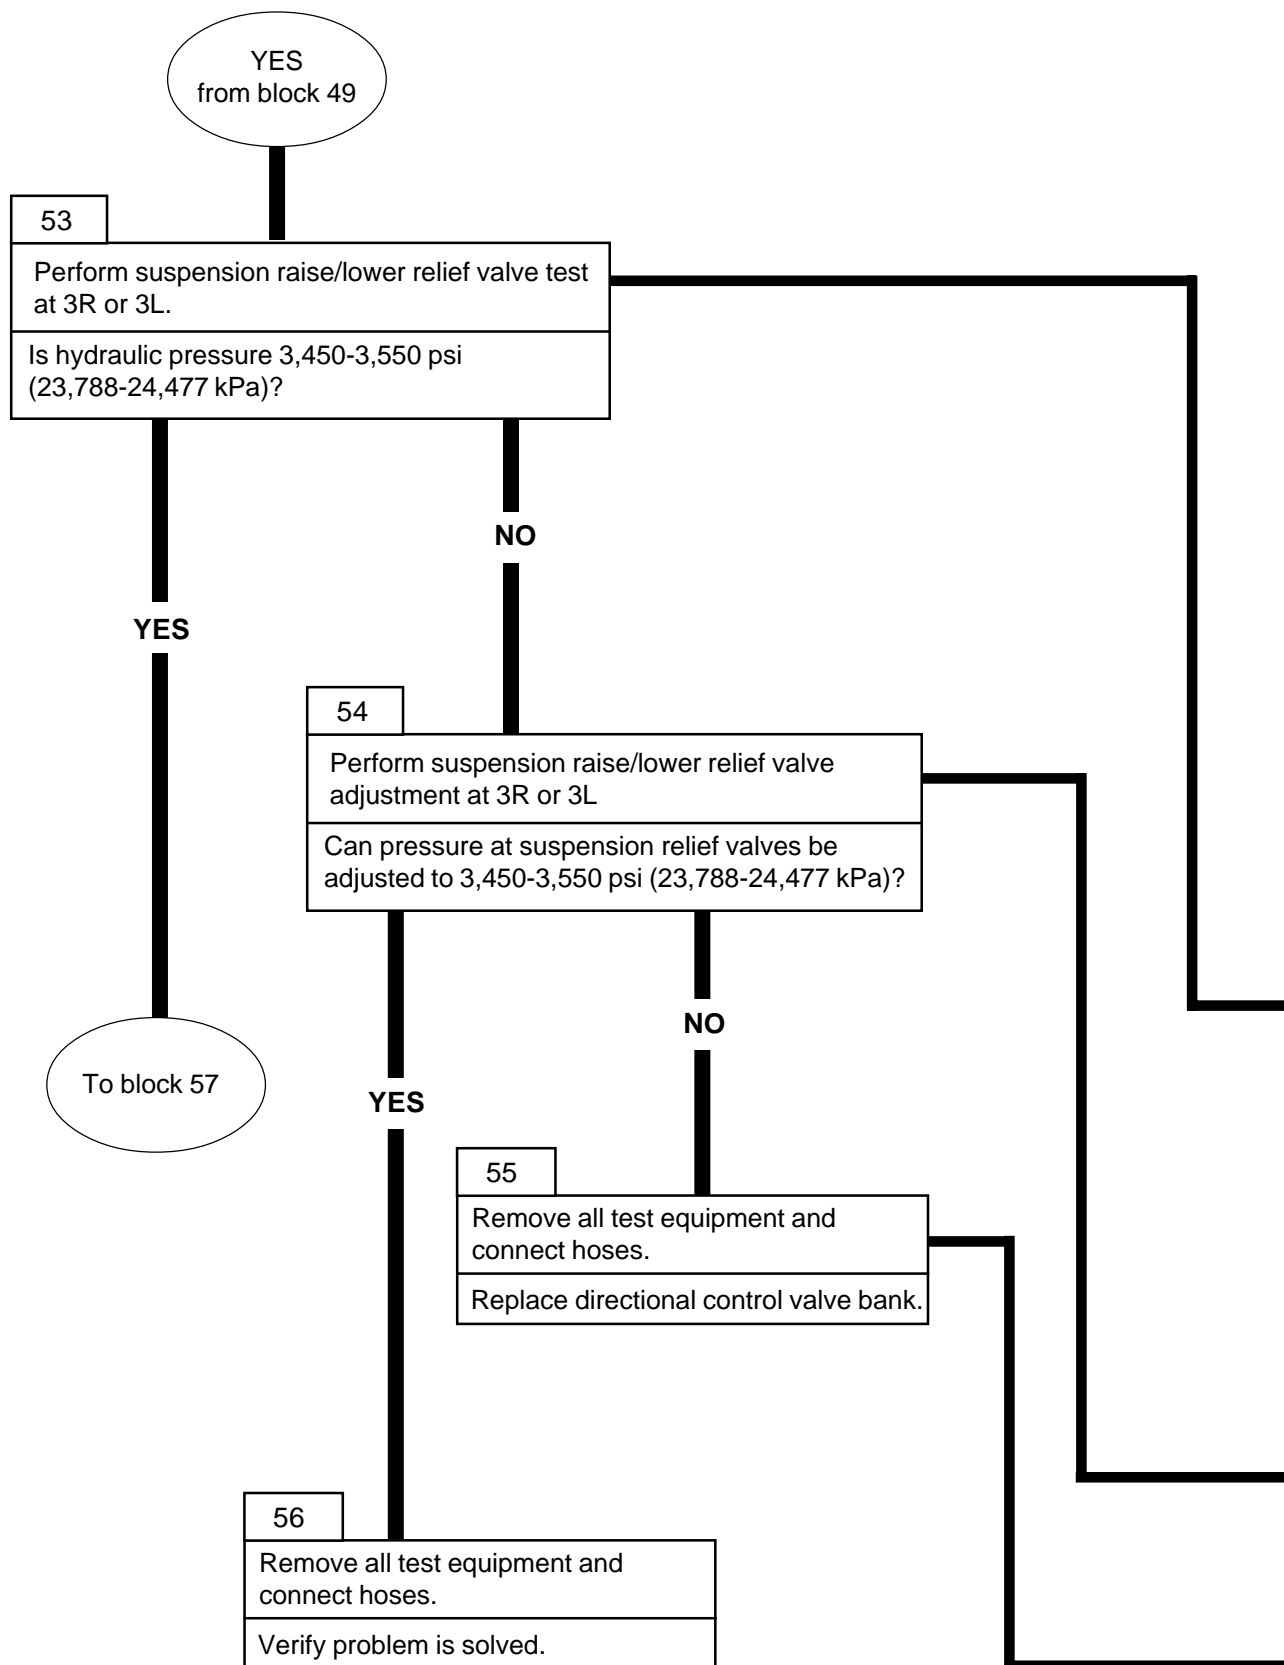 YES
from block 49
53
Perform suspension raise/lower relief valve test
at 3R or 3L.
Is hydraulic pressure 3,450-3,550 psi
(23,788-24,477 kPa)?
NO
YES
54
Perform suspension raise/lower relief valve
adjustment at 3R or 3L
Can pressure at suspension relief valves be
adjusted to 3,450-3,550 psi (23,788-24,477 kPa)?
NO
To block 57
YES
55
Remove all test equipment and
connect hoses.
Replace directional control valve bank.
56
Remove all test equipment and
connect hoses.
Verify problem is solved.